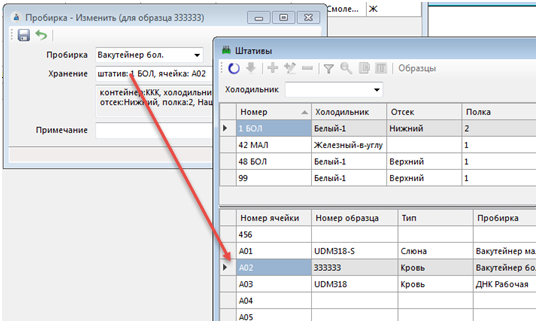 Смоле... Ж
Пробирка - Изменить (для образца 333333)
Пробирка Вакутейнер бол.
Хранение штатив: 1 БОЛ, ячейка: A02
контейнер:ККК, холодильни
отсек:Нижний, полка:2, Наш
Примечание
Штативы
Образцы
Холодильник
Номер Холодильник Отсек Полка
1 БОЛ Белый-1 Нижний 2
42 МАЛ Железный-в-углу 1
48 БОЛ Белый-1 Верхний 1
99 Белый-1 Верхний 1
Номер ячейки Номер образца Тип Пробирка
456
A01 UDM318-S Слюна Вакутейнер ма
A02 333333 Кровь Вакутейнер бо
A03 UDM318 Кровь ДНК Рабочая
A04
A05